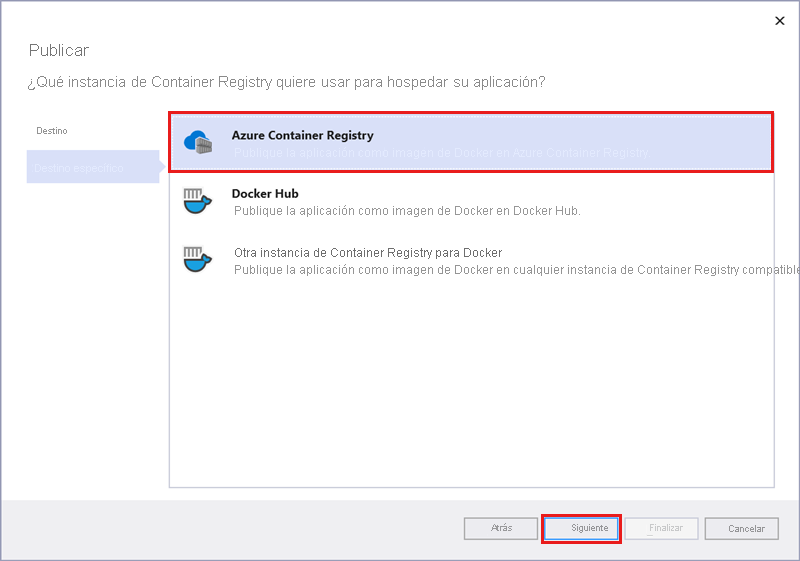 Publicar
¿Qué instancia de Container Registry quiere usar para hospedar su aplicación?
Destino
Destino específico
Azure Container Registry
Publique la aplicación como imagen de Docker en Azure Container Registry
Docker Hub
Publique la aplicación como imagen de Docker en Docker Hub.
Otra instancia de Container Registry para Docker
Publique la aplicación como imagen de Docker en cualquier instancia de Container Registry compatible
Atrás
Siguiente
Finalizar
Cancelar